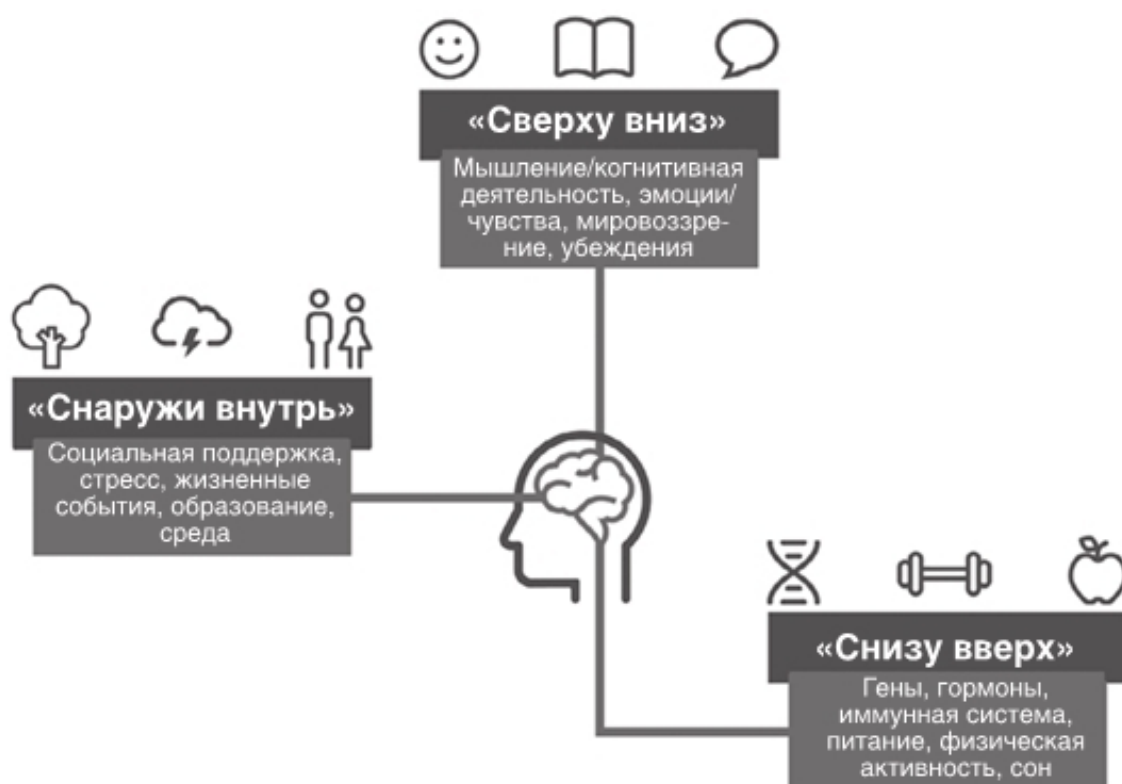 «Сверху вниз»
Мышление/когнитивная
деятельность, эмоции/
чувства, мировоззре-
ние, убеждения
«Снаружи внутрь»
Социальная поддержка,
стресс, жизненные
события, образование,
среда
«Снизу вверх»
Гены, гормоны,
иммунная система,
питание, физическая
активность, сон